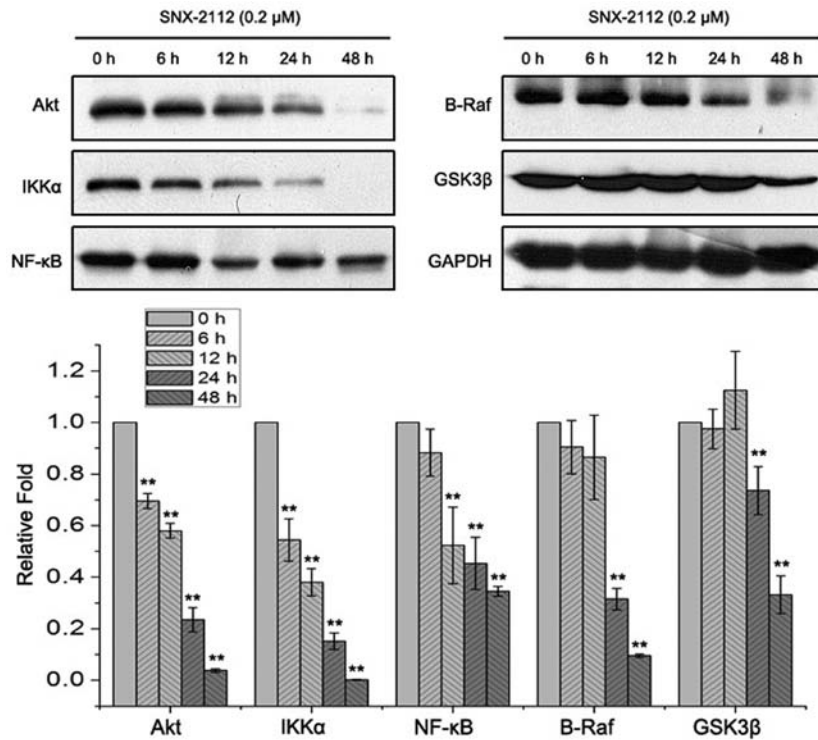 SNX-2112 (0.2 µM)
0 h 6 h 12 h 24 h 48 h
Akt
IKKα
NF-κB
SNX-2112 (0.2 µM)
0 h 6 h 12 h 24 h 48 h
B-Raf
GSK3β
GAPDH
0 h
6 h
12 h
24 h
48 h
Relative Fold
1.2
1.0
0.8
0.6
0.4
0.2
0.0
** ** ** **
** ** ** **
** ** **
** **
** **
Akt IKKα NF-κB B-Raf GSK3β